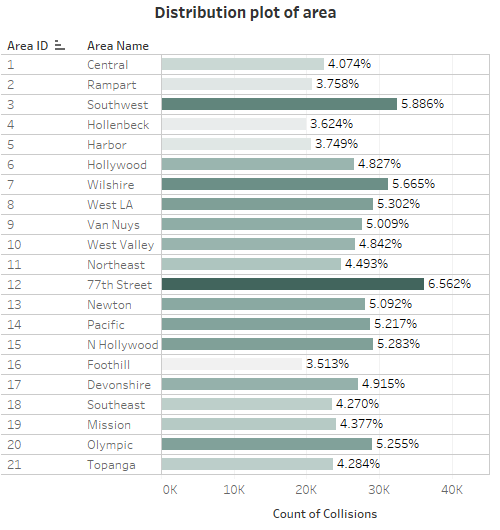 Distribution plot of area
Area ID Area Name
1 Central 4.074%
2 Rampart 3.758%
3 Southwest 5.886%
4 Hollenbeck 3.624%
5 Harbor 3.749%
6 Hollywood 4.827%
7 Wilshire 5.665%
8 West LA 5.302%
9 Van Nuys 5.009%
10 West Valley 4.842%
11 Northeast 4.493%
12 77th Street 6.562%
13 Newton 5.092%
14 Pacific 5.217%
15 N Hollywood 5.283%
16 Foothill 3.513%
17 Devonshire 4.915%
18 Southeast 4.270%
19 Mission 4.377%
20 Olympic 5.255%
21 Topanga 4.284%
0K 10K 20K 30K 40K
Count of Collisions